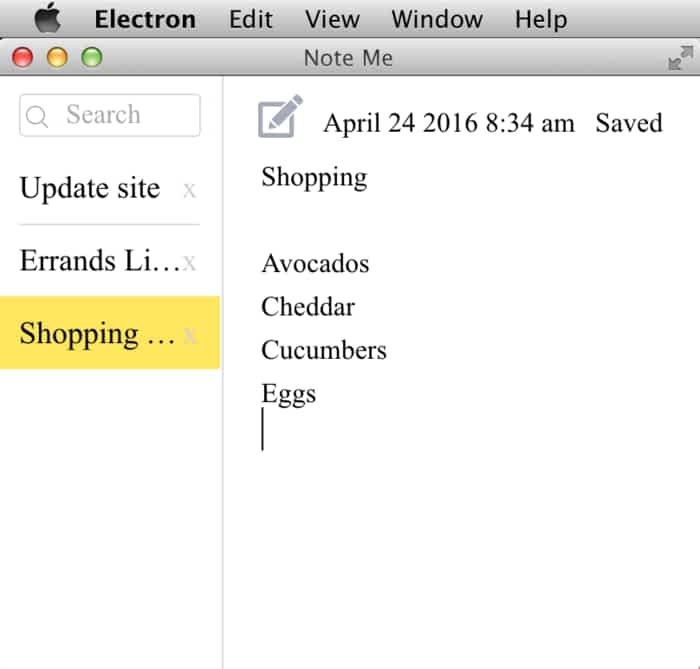 Electron Edit View Window Help
Note Me
Search
April 24 2016 8:34 am Saved
Update site x
Errands Li...x
Shopping ... x
Shopping
Avocados
Cheddar
Cucumbers
Eggs